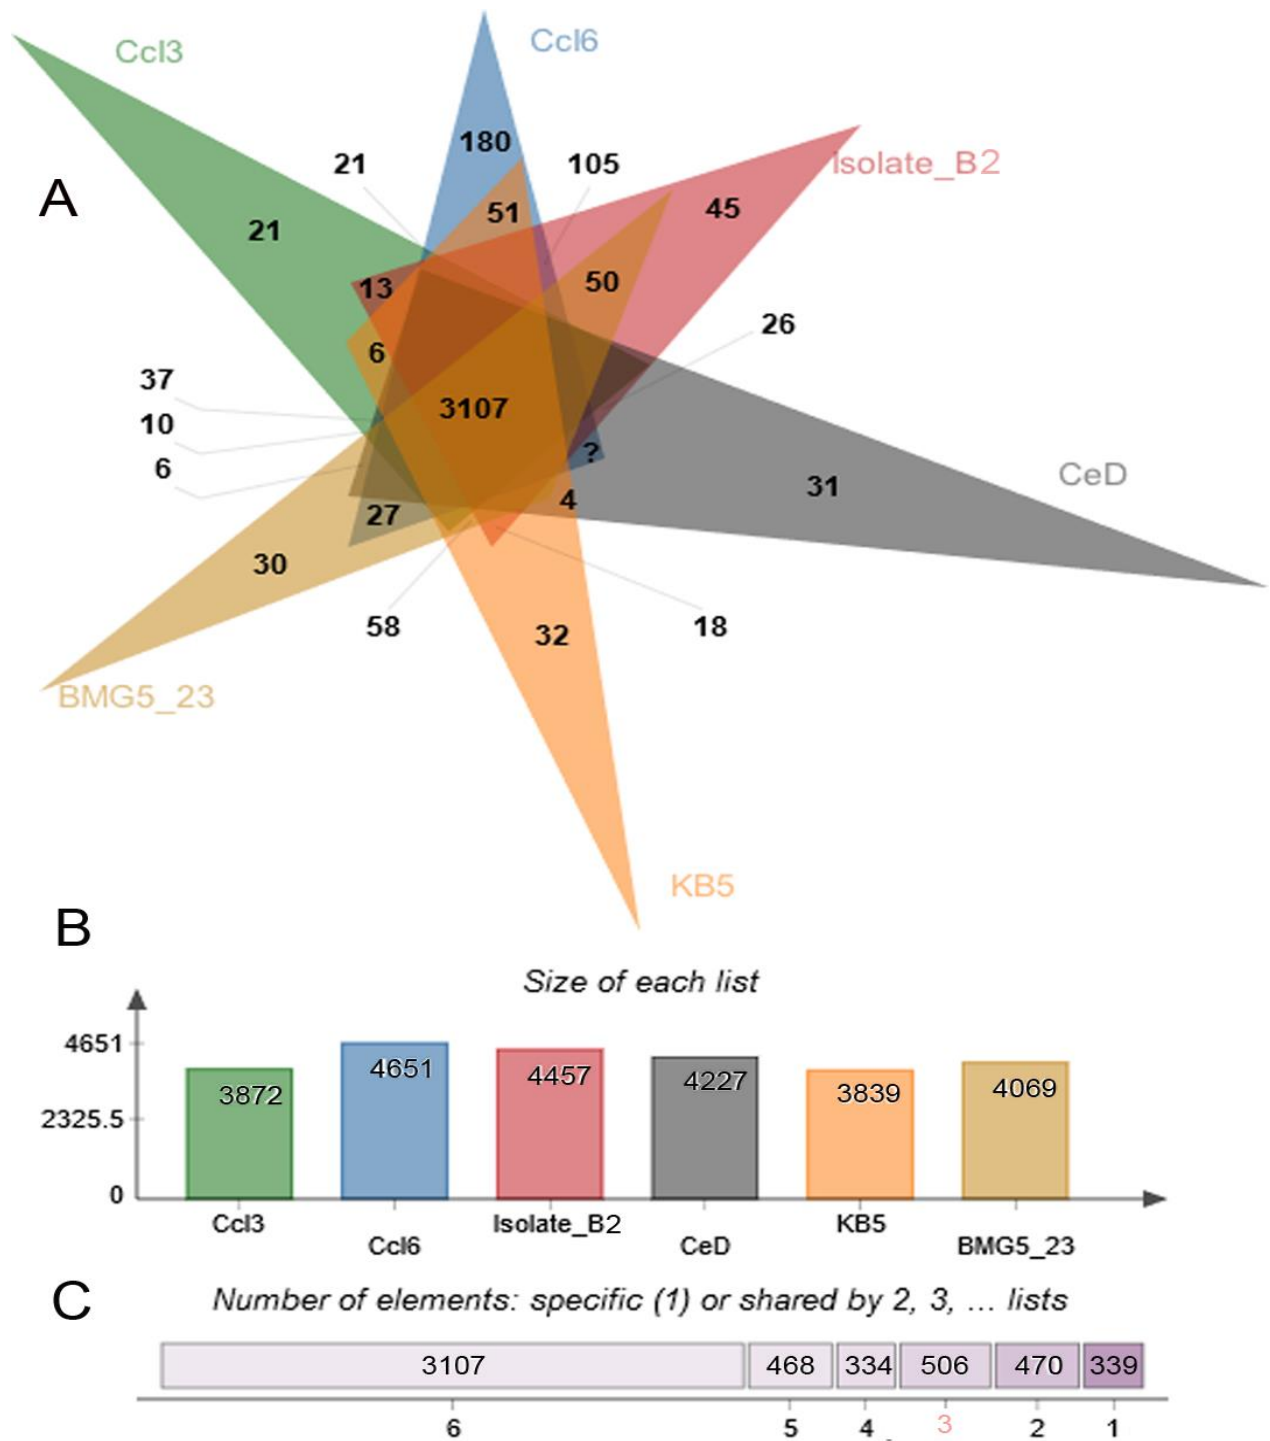 Ccl3
Ccl6
Isolate_B2
CeD
KB5
BMG5_23
A
180
21
105
51
45
21
50
13
26
6
37
3107
10
?
6
31
4
27
30
58
32
18
B
Size of each list
4651
2325.5
0
3872
4651
4457
4227
3839
4069
Ccl3
Ccl6
Isolate_B2
CeD
KB5
BMG5_23
C
Number of elements: specific (1) or shared by 2, 3, ... lists
3107 468 334 506 470 339
6 5 4 3 2 1